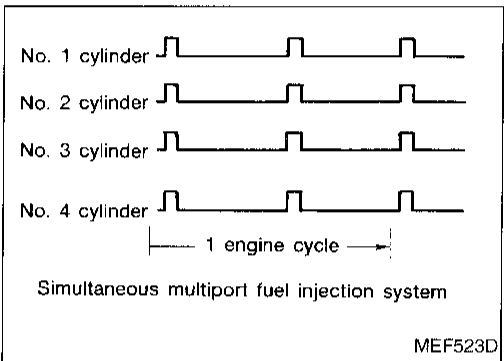 No. 1 cylinder
No. 2 cylinder
No. 3 cylinder
No. 4 cylinder
1 engine cycle
Simultaneous multiport fuel injection system
MEF523D